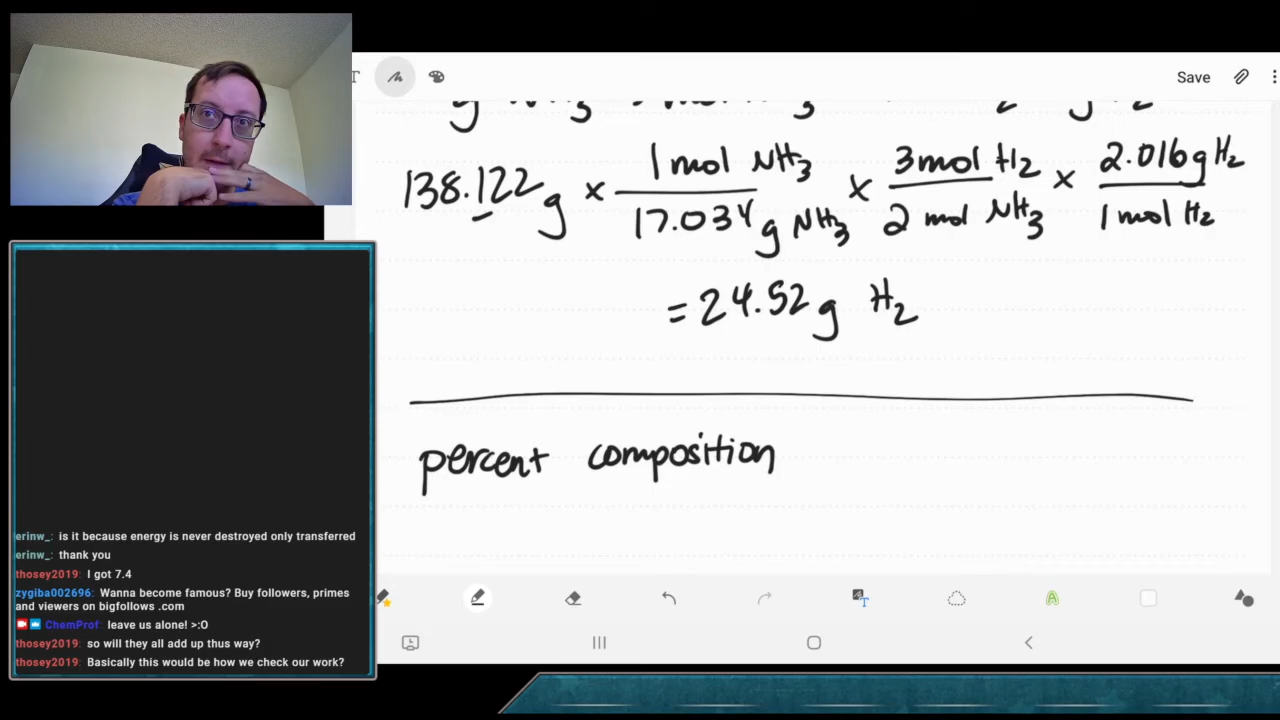 T
Save
138.122g × 1 mol NH3 / 17.034 g NH3 × 3 mol H2 / 2 mol NH3 × 2.016g H2 / 1 mol H2
= 24.52g H2
percent composition
erinw_: is it because energy is never destroyed only transferred
erinw_: thank you
thosey2019: I got 7.4
zygiba002696: Wanna become famous? Buy followers, primes
and viewers on bigfollows .com
ChemProf: leave us alone! >:O
thosey2019: so will they all add up thus way?
thosey2019: Basically this would be how we check our work?
T
A